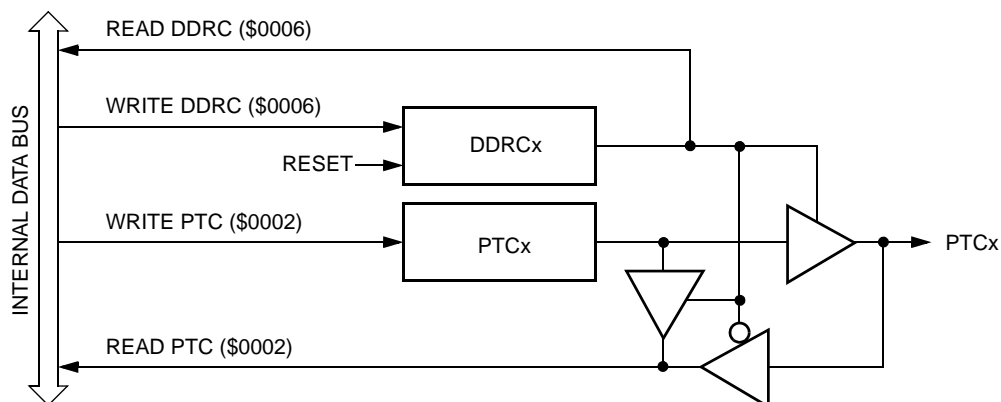 READ DDRC ($0006)
WRITE DDRC ($0006)
DDRCx
RESET
WRITE PTC ($0002)
PTCx
PTCx
READ PTC ($0002)
INTERNAL DATA BUS